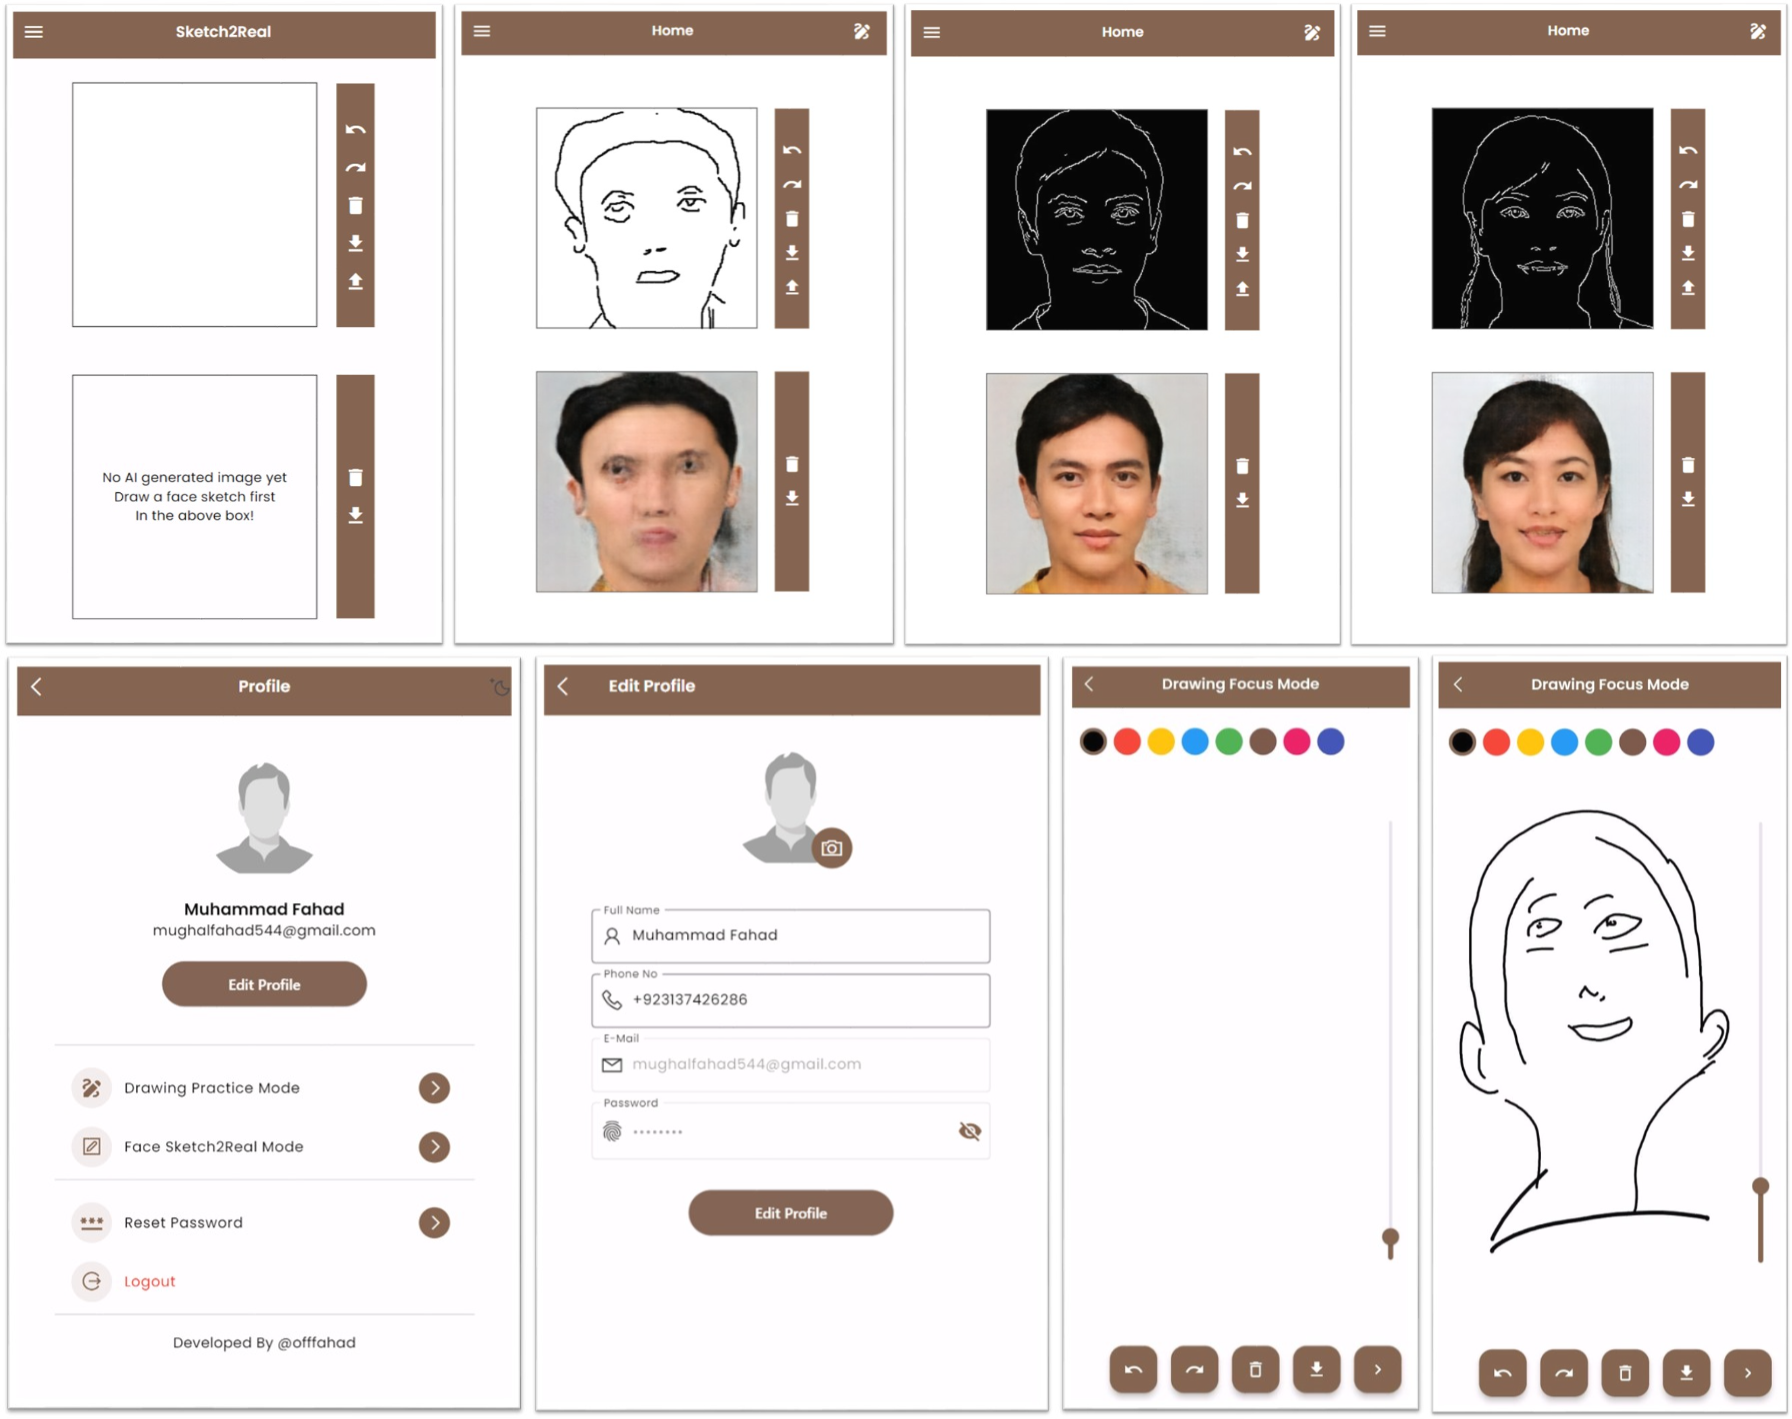 Sketch2Real
Home
Home
Home
No AI generated image yet
Draw a face sketch first
In the above box!
Profile
Muhammad Fahad
mughalfahad544@gmail.com
Edit Profile
Drawing Practice Mode
Face Sketch2Real Mode
Reset Password
Logout
Developed By @offfahad
Edit Profile
Full Name
Muhammad Fahad
Phone No
+923137426286
E-Mail
mughalfahad544@gmail.com
Password
••••••••
Edit Profile
Drawing Focus Mode
Drawing Focus Mode